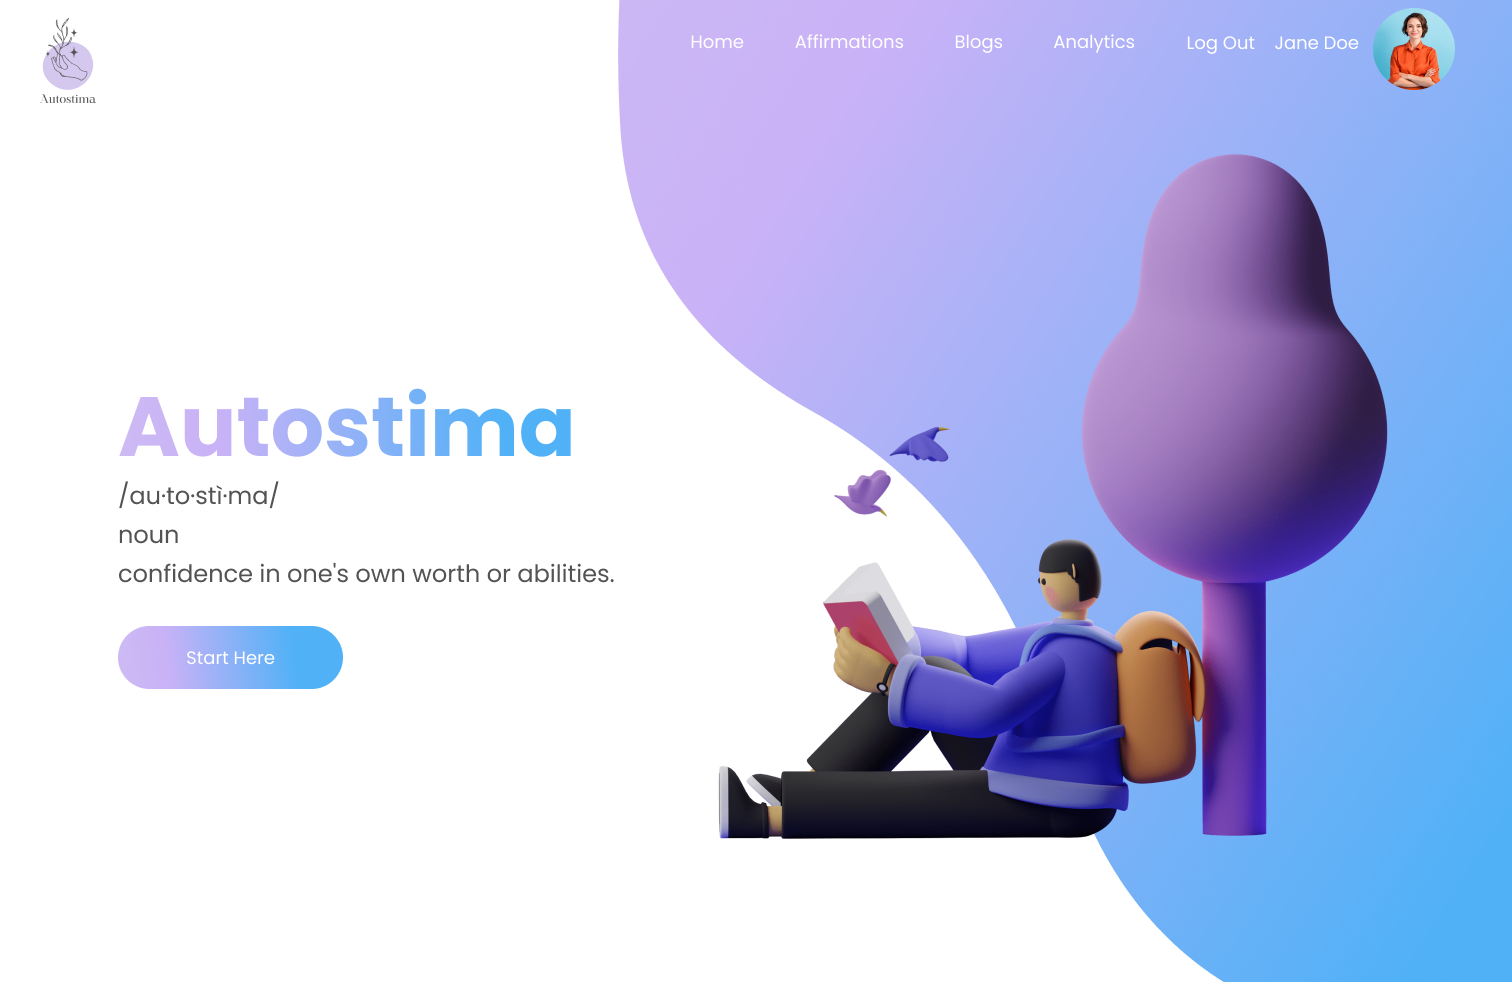 Autostima
Home Affirmations Blogs Analytics Log Out Jane Doe
Autostima
/au·to·stì·ma/
noun
confidence in one's own worth or abilities.
Start Here